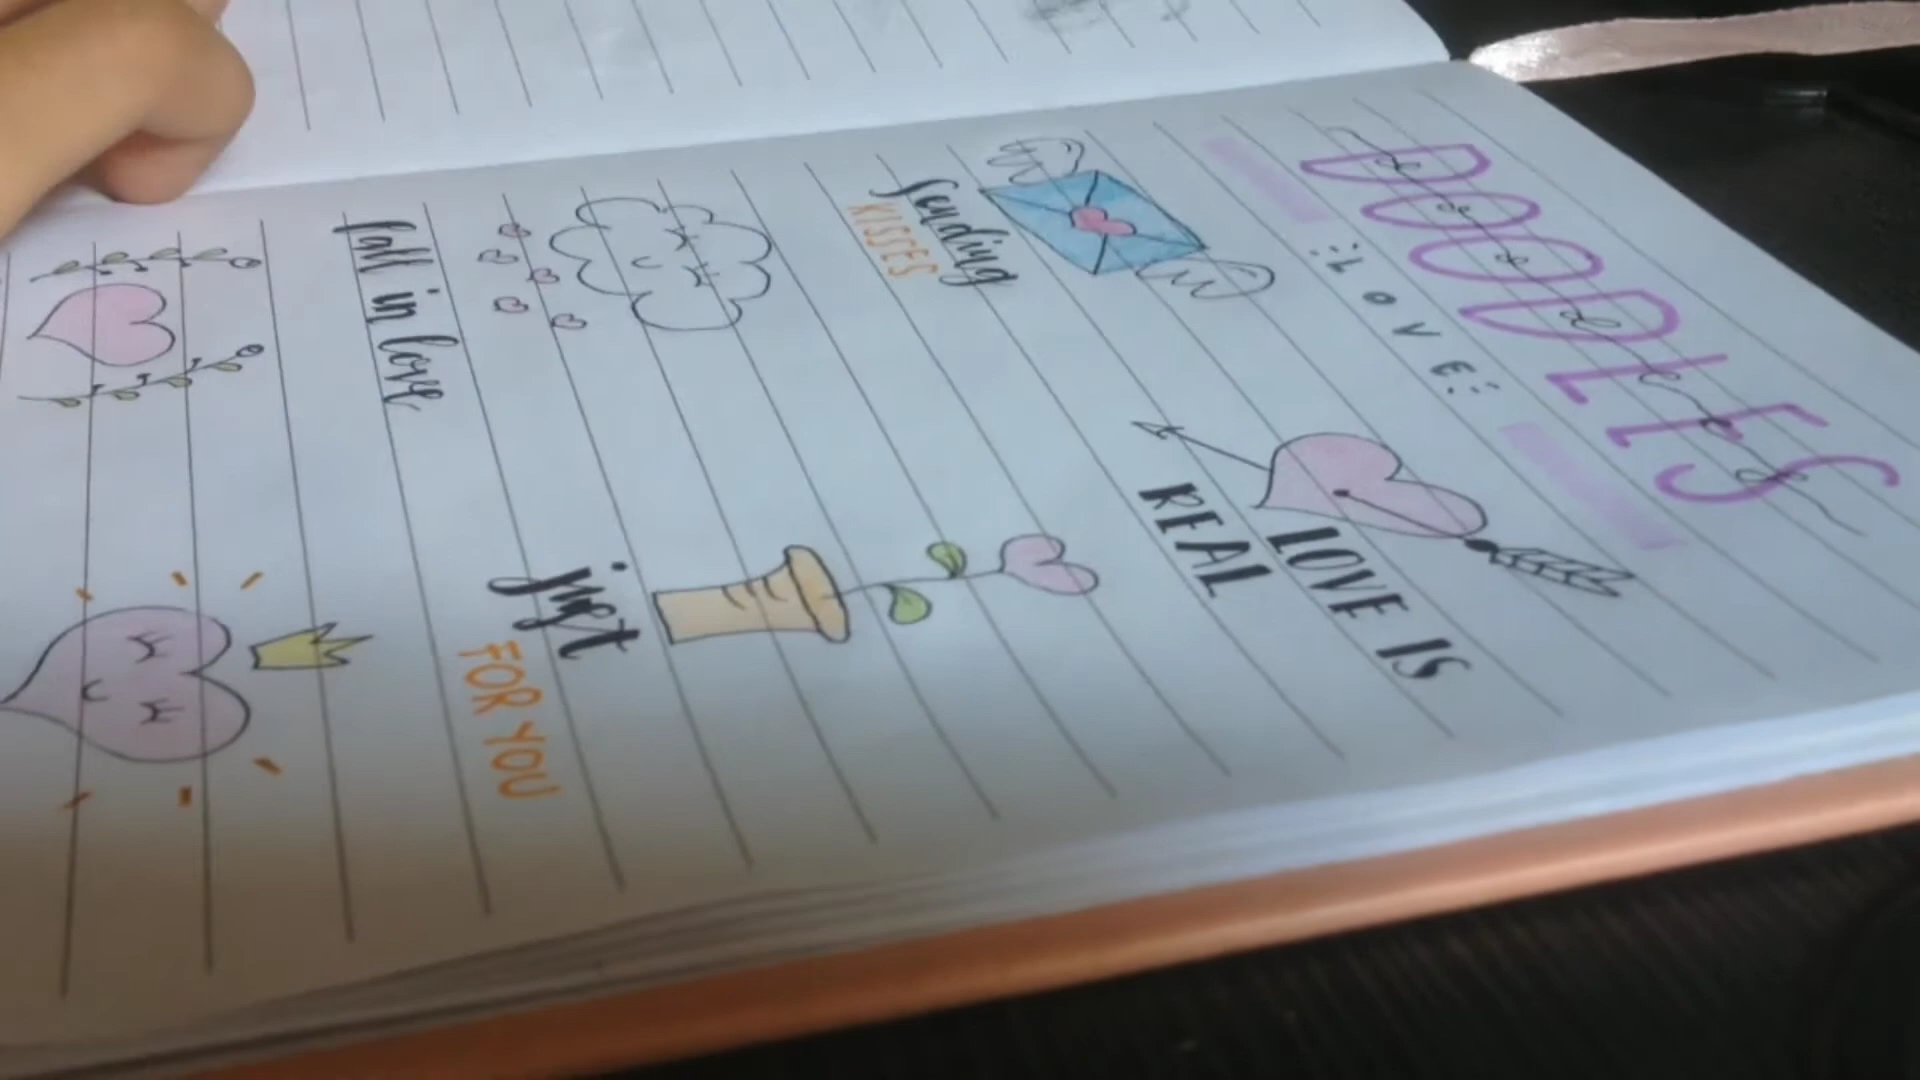 DOODLES
:LOVE:
Sending
KISSES
LOVE IS
REAL
fall in love
just
FOR YOU